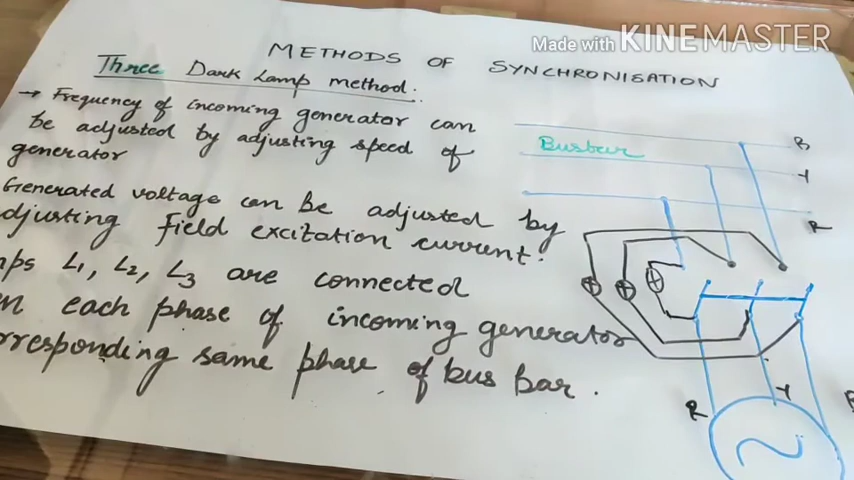 Made with KINEMASTER
METHODS OF SYNCHRONISATION
Three Dark Lamp method.
→ Frequency of incoming generator can
be adjusted by adjusting speed of
generator
Generated voltage can be adjusted by
djusting field excitation current.
mps L1, L2, L3 are connected
m each phase of incoming generator
rresponding same phase of bus bar.
Busbar
B
Y
R
R
Y
B